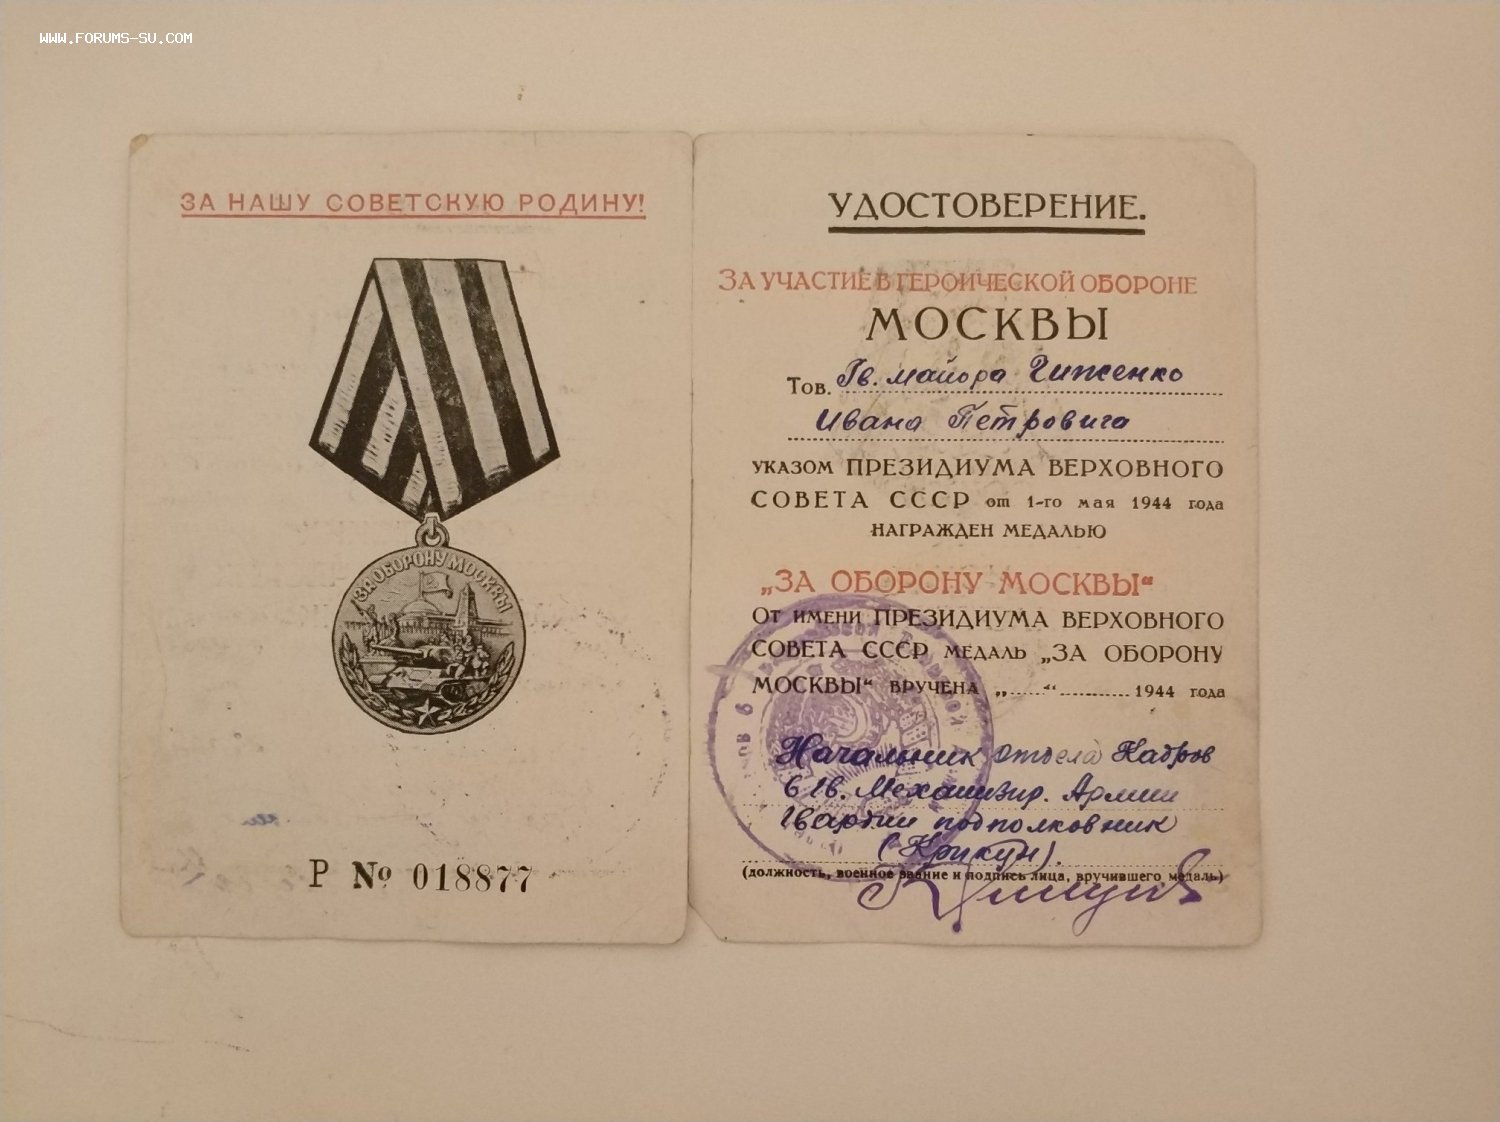 WWW.FORUMS-SU.COM
ЗА НАШУ СОВЕТСКУЮ РОДИНУ!
ЗА ОБОРОНУ МОСКВЫ
Р № 018877
УДОСТОВЕРЕНИЕ.
ЗА УЧАСТИЕ В ГЕРОИЧЕСКОЙ ОБОРОНЕ
МОСКВЫ
Тов. Гв. майора Гиженко
Ивана Петровича
УКАЗОМ ПРЕЗИДИУМА ВЕРХОВНОГО
СОВЕТА СССР от 1-го мая 1944 года
НАГРАЖДЕН МЕДАЛЬЮ
„ЗА ОБОРОНУ МОСКВЫ“
От имени ПРЕЗИДИУМА ВЕРХОВНОГО
СОВЕТА СССР МЕДАЛЬ „ЗА ОБОРОНУ
МОСКВЫ“ ВРУЧЕНА „......“............1944 года
Начальник отдела Кадров
6 Гв. Механизир. Армии
Гвардии подполковник
(Крикун).
(должность, военное звание и подпись лица, вручившего медаль)